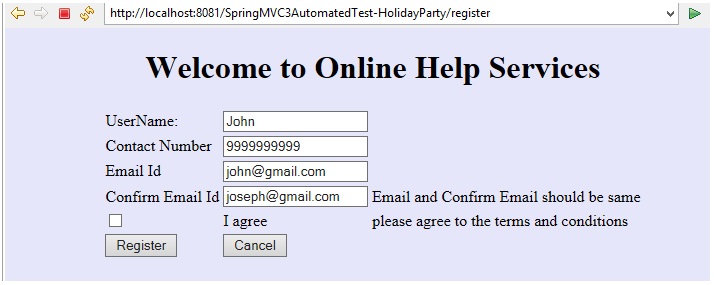 http://localhost:8081/SpringMVC3AutomatedTest-HolidayParty/register
Welcome to Online Help Services
UserName: John
Contact Number 9999999999
Email Id john@gmail.com
Confirm Email Id joseph@gmail.com Email and Confirm Email should be same
I agree please agree to the terms and conditions
Register Cancel